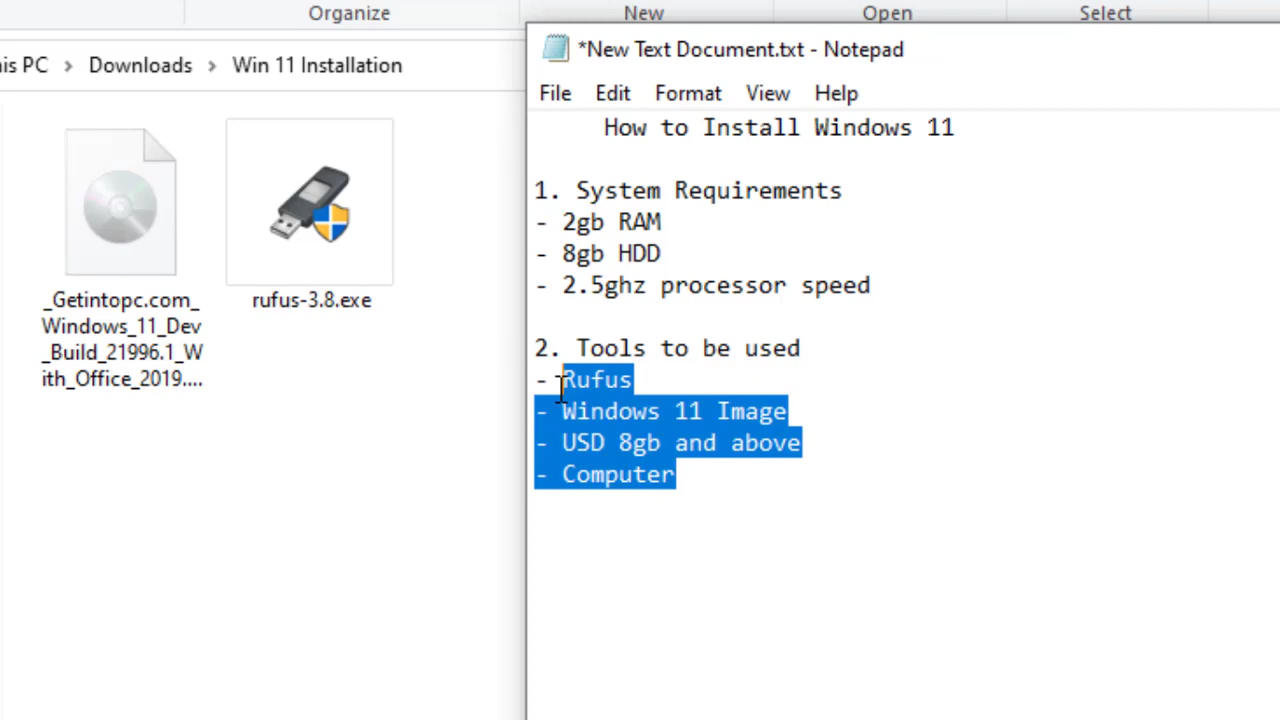 Organize
New
Open
Select
his PC > Downloads > Win 11 Installation
_Getintopc.com_
Windows_11_Dev
_Build_21996.1_W
ith_Office_2019....
rufus-3.8.exe
*New Text Document.txt - Notepad
File Edit Format View Help
How to Install Windows 11
1. System Requirements
- 2gb RAM
- 8gb HDD
- 2.5ghz processor speed
2. Tools to be used
- Rufus
- Windows 11 Image
- USD 8gb and above
- Computer